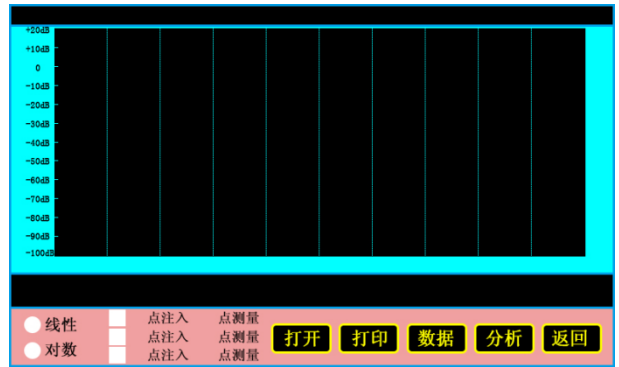 +20dB
+10dB
0
-10dB
-20dB
-30dB
-40dB
-50dB
-60dB
-70dB
-80dB
-90dB
-100dB
线性
对数
点注入 点测量
点注入 点测量
点注入 点测量
打开 打印 数据 分析 返回